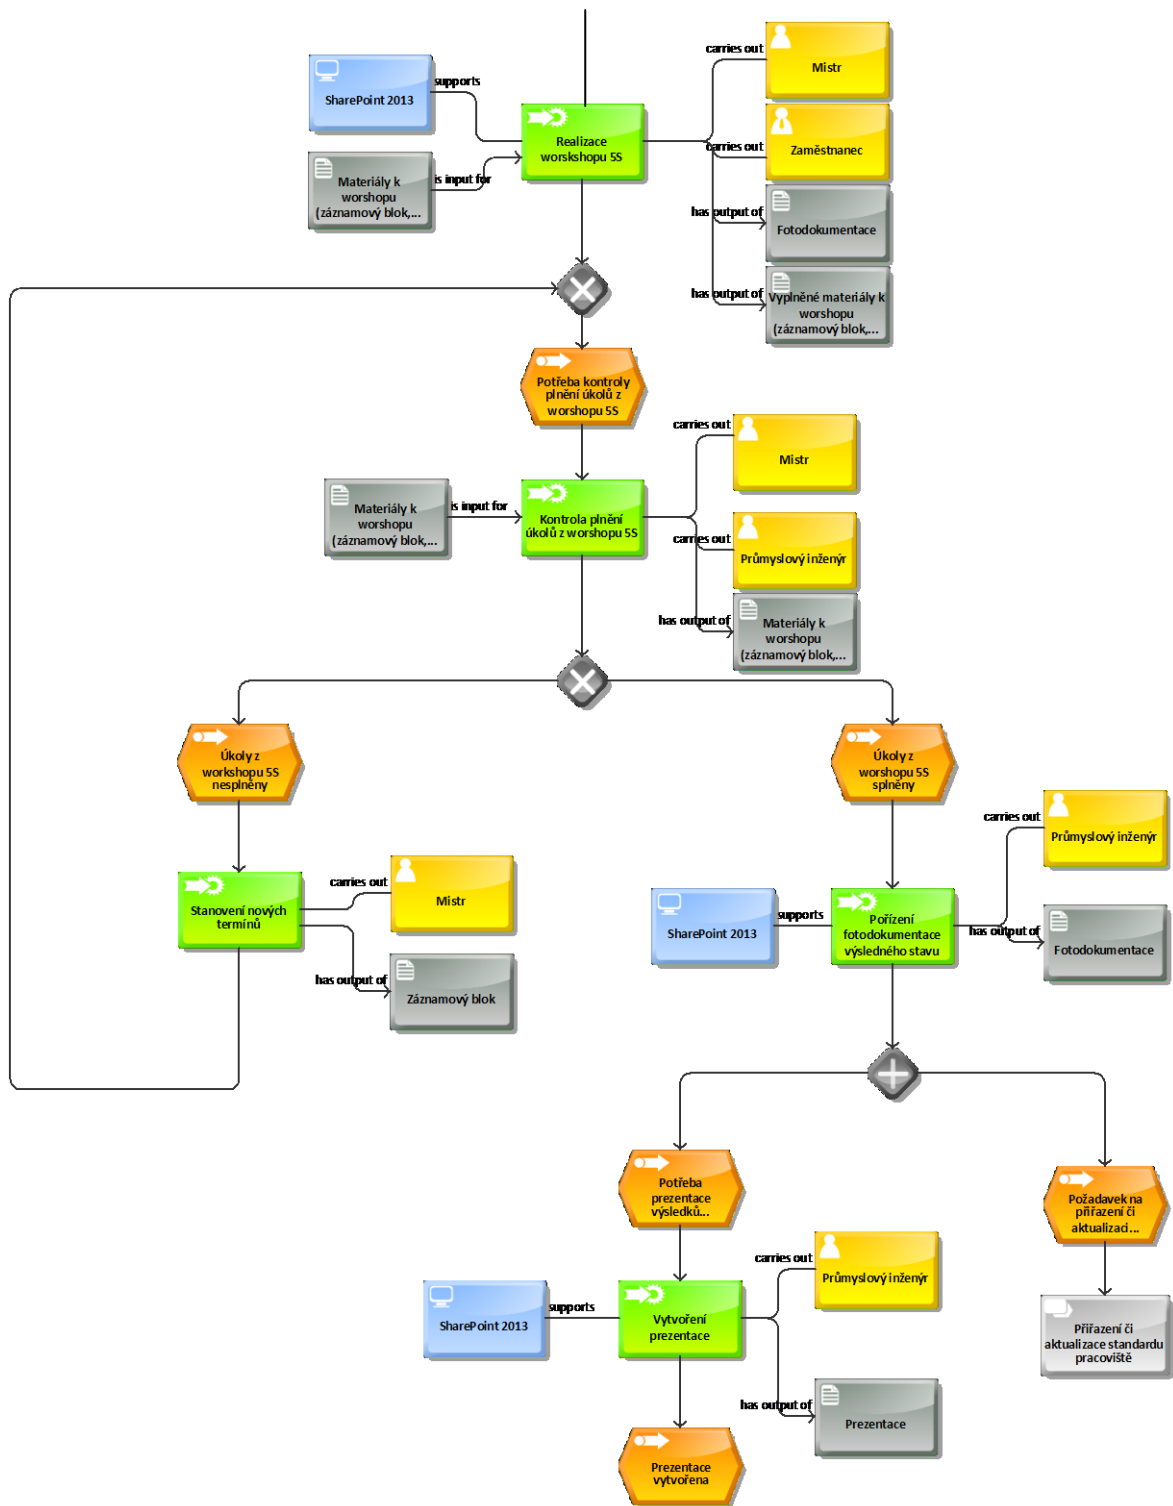 carries out
Mistr
supports
SharePoint 2013
Realizace
worskshopu 5S
carries out
Zaměstnanec
Materiály k
worshopu
(záznamový blok,...
is input for
has output of
Fotodokumentace
has output of
Vyplněné materiály k
worshopu
(záznamový blok,...
Potřeba kontroly
plnění úkolů z
worshopu 5S
carries out
Mistr
Materiály k
worshopu
(záznamový blok,...
is input for
Kontrola plnění
úkolů z worshopu 5S
carries out
Průmyslový inženýr
has output of
Materiály k
worshopu
(záznamový blok,...
Úkoly z
workshopu 5S
nesplněny
Úkoly z
worshopu 5S
splněny
carries out
Průmyslový inženýr
Stanovení nových
termínů
carries out
Mistr
SharePoint 2013
supports
Pořízení
fotodokumentace
výsledného stavu
has output of
Fotodokumentace
has output of
Záznamový blok
Potřeba
prezentace
výsledků...
Požadavek na
přiřazení či
aktualizaci ...
carries out
Průmyslový inženýr
SharePoint 2013
supports
Vytvoření
prezentace
Přiřazení či
aktualizace standardu
pracoviště
has output of
Prezentace
Prezentace
vytvořena